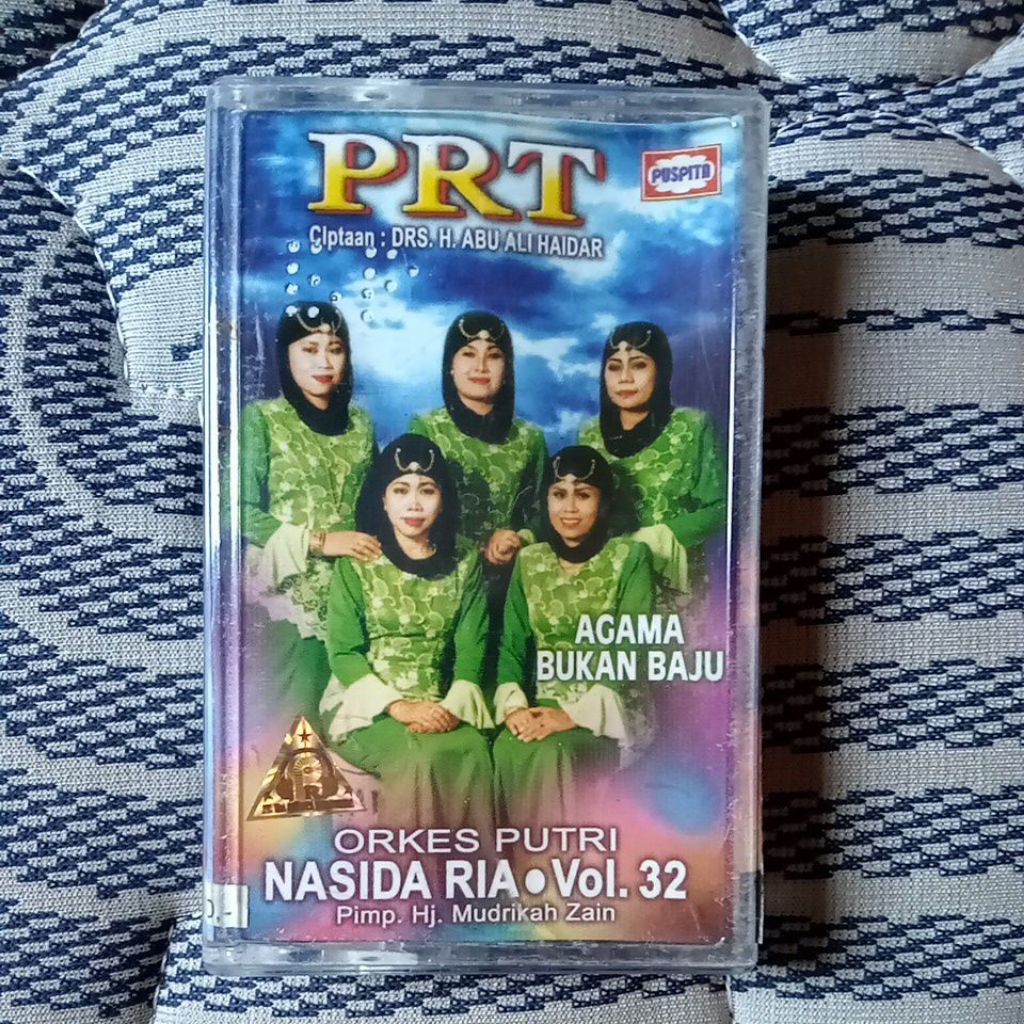 PRT
PUSPITA
Ciptaan : DRS. H. ABU ALI HAIDAR
AGAMA
BUKAN BAJU
ORKES PUTRI
NASIDA RIA • Vol. 32
Pimp. Hj. Mudrikah Zain
0,-